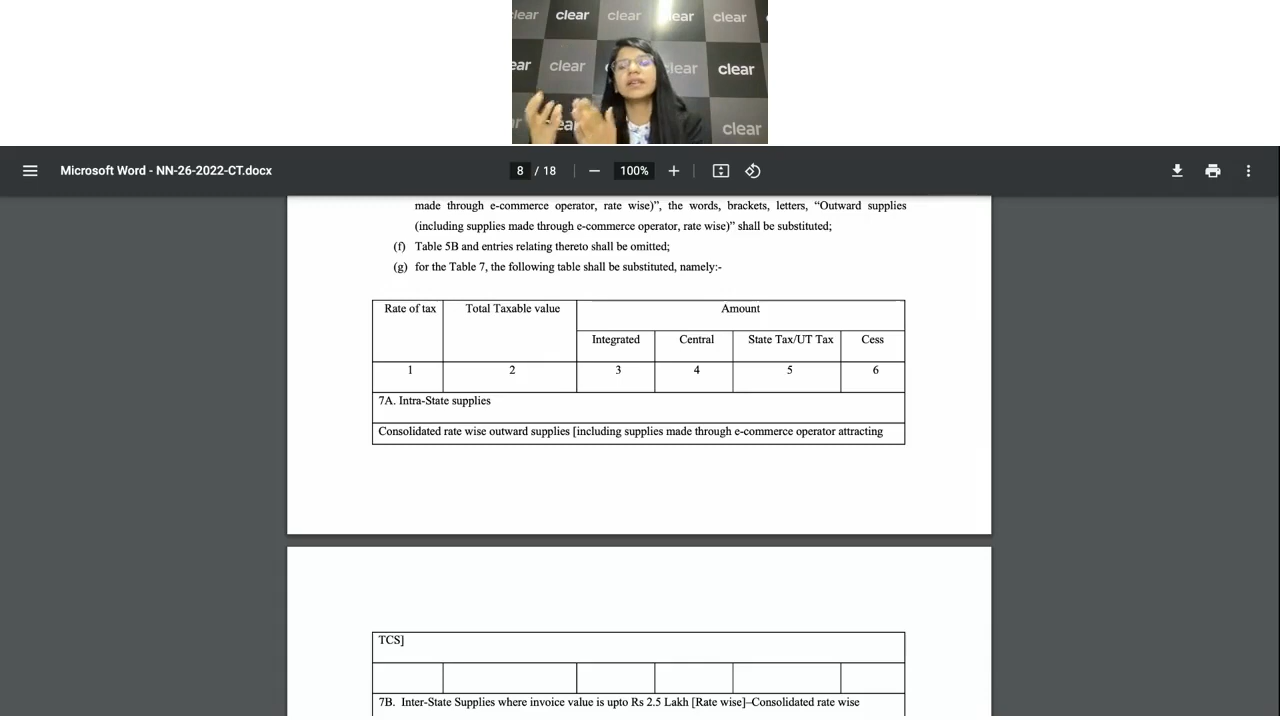 clear clear clear clear clear
ear clear clear clear
ear clear
Microsoft Word - NN-26-2022-CT.docx 8 / 18 100%
made through e-commerce operator, rate wise)”, the words, brackets, letters, “Outward supplies
(including supplies made through e-commerce operator, rate wise)” shall be substituted;
(f) Table 5B and entries relating thereto shall be omitted;
(g) for the Table 7, the following table shall be substituted, namely:-
Rate of tax Total Taxable value Amount
Integrated Central State Tax/UT Tax Cess
1 2 3 4 5 6
7A. Intra-State supplies
Consolidated rate wise outward supplies [including supplies made through e-commerce operator attracting
TCS]
7B. Inter-State Supplies where invoice value is upto Rs 2.5 Lakh [Rate wise]–Consolidated rate wise